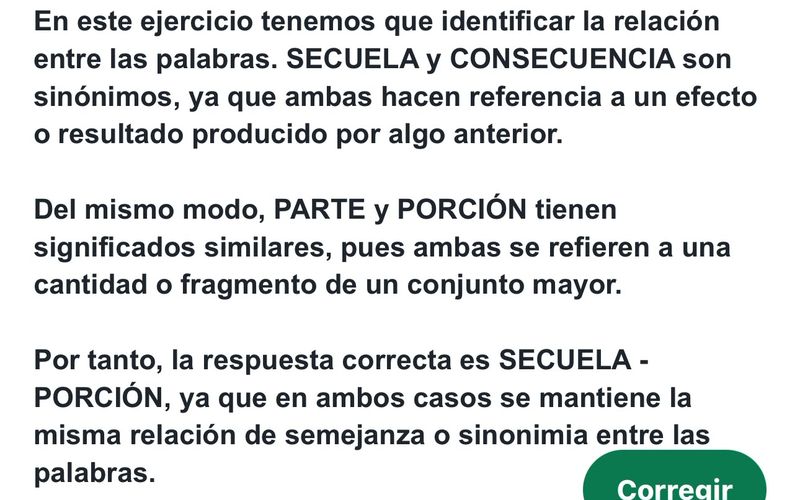 En este ejercicio tenemos que identificar la relación
entre las palabras. SECUELA y CONSECUENCIA son
sinónimos, ya que ambas hacen referencia a un efecto
o resultado producido por algo anterior.
Del mismo modo, PARTE y PORCIÓN tienen
significados similares, pues ambas se refieren a una
cantidad o fragmento de un conjunto mayor.
Por tanto, la respuesta correcta es SECUELA -
PORCIÓN, ya que en ambos casos se mantiene la
misma relación de semejanza o sinonimia entre las
palabras.
Corregir